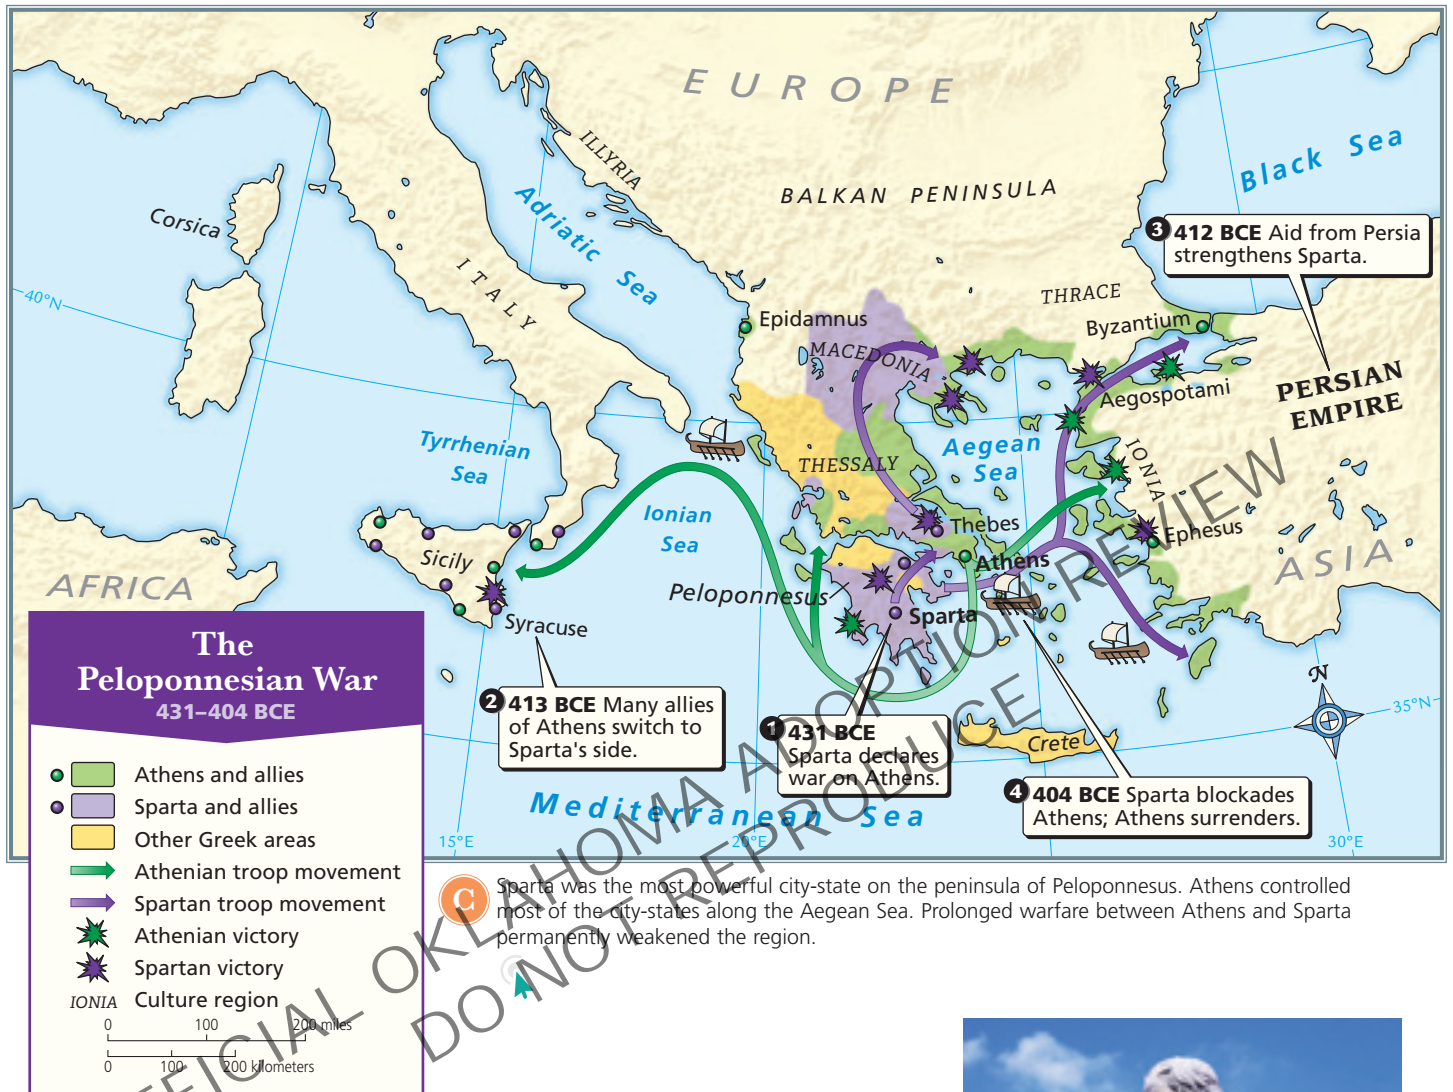 EUROPE
ILLYRIA
Black Sea
BALKAN PENINSULA
Corsica
Adriatic Sea
3 412 BCE Aid from Persia
strengthens Sparta.
ITALY
40°N
THRACE
Epidamnus
Byzantium
MACEDONIA
PERSIAN
EMPIRE
Aegospotami
Tyrrhenian
Sea
Aegean
Sea
THESSALY
IONIA
Ionian
Sea
Thebes
Ephesus
Sicily
Athens
ASIA
AFRICA
Peloponnesus
Sparta
Syracuse
N
35°N
2 413 BCE Many allies
of Athens switch to
Sparta's side.
1 431 BCE
Sparta declares
war on Athens.
Crete
4 404 BCE Sparta blockades
Athens; Athens surrenders.
Mediterranean Sea
15°E
20°E
30°E
The
Peloponnesian War
431–404 BCE
Athens and allies
Sparta and allies
Other Greek areas
Athenian troop movement
Spartan troop movement
Athenian victory
Spartan victory
IONIA Culture region
0 100 200 miles
0 100 200 kilometers
C Sparta was the most powerful city-state on the peninsula of Peloponnesus. Athens controlled
most of the city-states along the Aegean Sea. Prolonged warfare between Athens and Sparta
permanently weakened the region.
OKLAHOMA ADOPTION REVIEW
DO NOT REPRODUCE